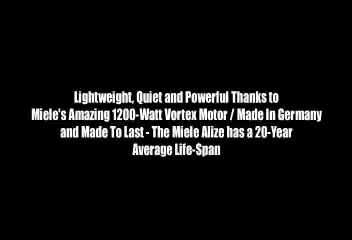 Lightweight, Quiet and Powerful Thanks to
Miele's Amazing 1200-Watt Vortex Motor / Made In Germany
and Made To Last - The Miele Alize has a 20-Year
Average Life-Span